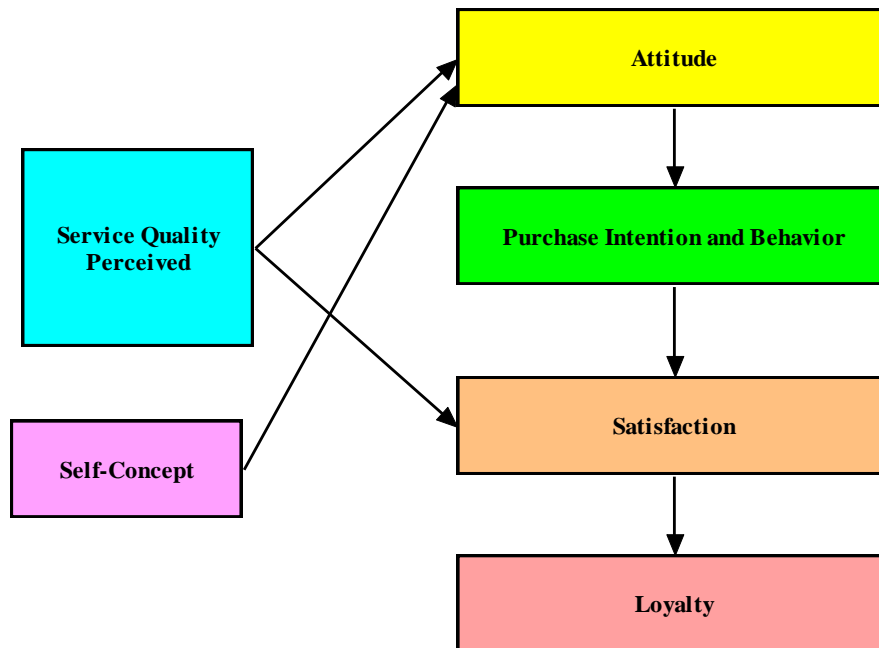 Attitude
Service Quality
Perceived
Purchase Intention and Behavior
Self-Concept
Satisfaction
Loyalty